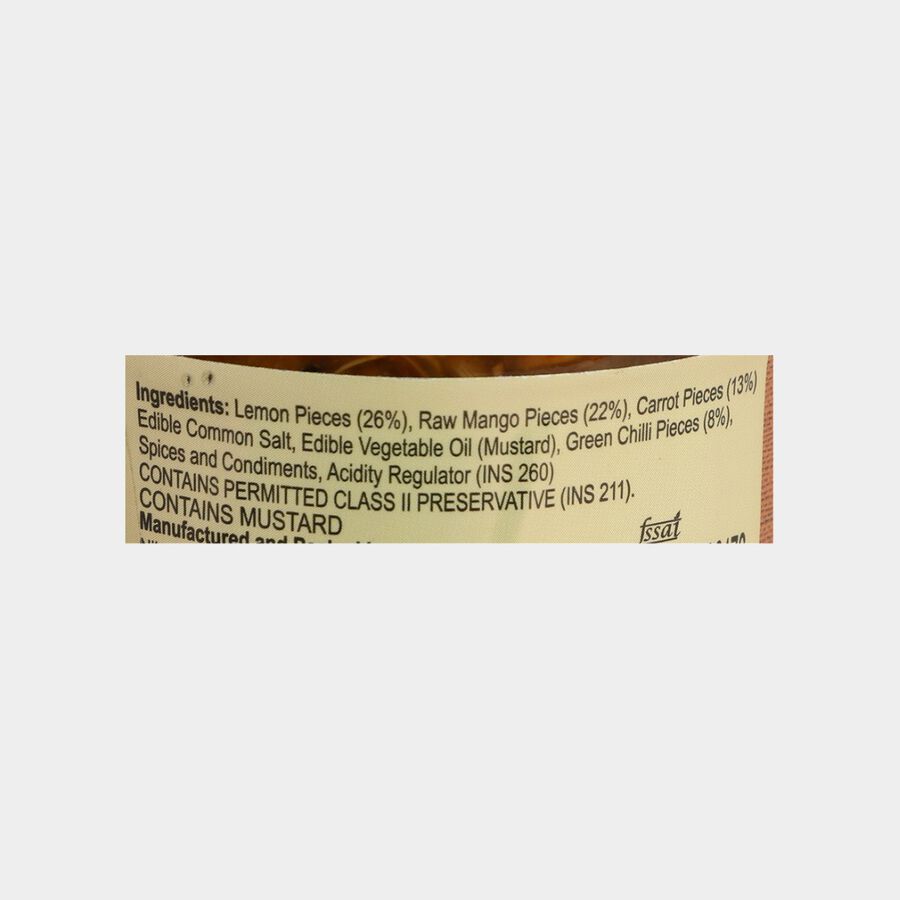 Ingredients: Lemon Pieces (26%), Raw Mango Pieces (22%), Carrot Pieces (13%)
Edible Common Salt, Edible Vegetable Oil (Mustard), Green Chilli Pieces (8%),
Spices and Condiments, Acidity Regulator (INS 260)
CONTAINS PERMITTED CLASS II PRESERVATIVE (INS 211).
CONTAINS MUSTARD
fssai
Manufactured and